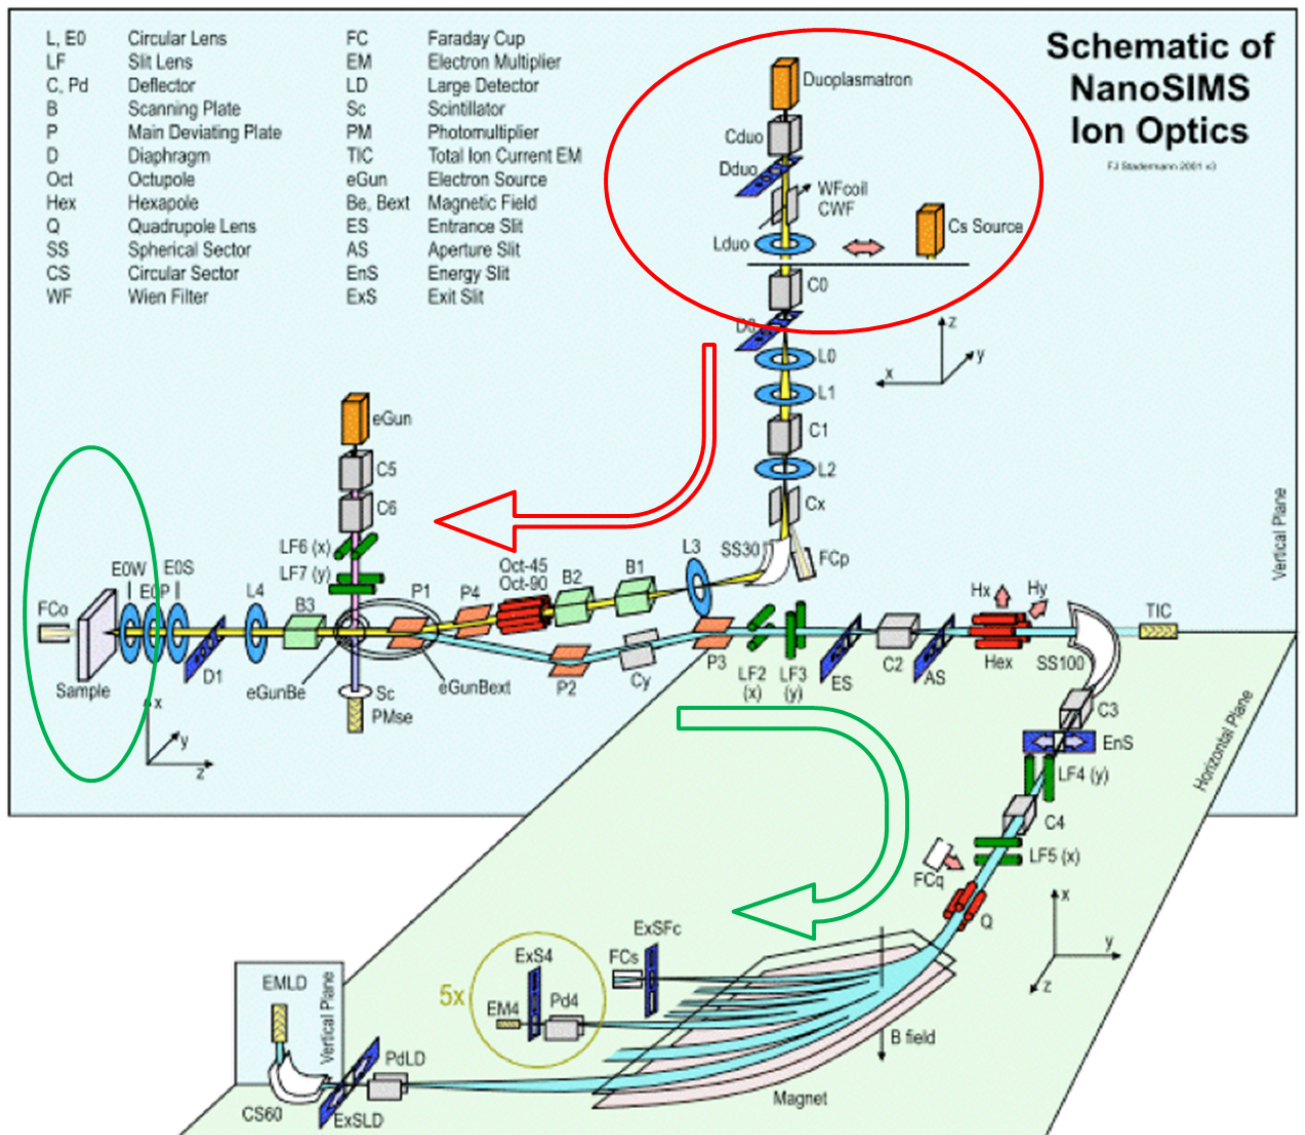 Schematic of
NanoSIMS
Ion Optics
FJ Stadermann 2001 v3
L, E0 Circular Lens
LF Slit Lens
C, Pd Deflector
B Scanning Plate
P Main Deviating Plate
D Diaphragm
Oct Octupole
Hex Hexapole
Q Quadrupole Lens
SS Spherical Sector
CS Circular Sector
WF Wien Filter
FC Faraday Cup
EM Electron Multiplier
LD Large Detector
Sc Scintillator
PM Photomultiplier
TIC Total Ion Current EM
eGun Electron Source
Be, Bext Magnetic Field
ES Entrance Slit
AS Aperture Slit
EnS Energy Slit
ExS Exit Slit
Duoplasmatron
Cduo
Dduo
WFcoil
CWF
Lduo
Cs Source
C0
D0
L0
L1
C1
L2
Cx
z
y
x
SS30
FCp
L3
eGun
C5
C6
LF6 (x)
LF7 (y)
P1
P4
Oct-45
Oct-90
B2
B1
E0W
E0P
E0S
L4
B3
FCo
Sample
D1
eGunBe
Sc
PMse
eGunBext
P2
Cy
P3
LF2
(x)
LF3
(y)
ES
C2
AS
Hx
Hy
Hex
SS100
TIC
Vertical Plane
x
y
z
C3
EnS
LF4 (y)
C4
LF5 (x)
FCq
Q
Horizontal Plane
x
y
z
ExSFc
FCs
ExS4
5x
EM4
Pd4
B field
Magnet
EMLD
Vertical Plane
PdLD
CS60
ExSLD